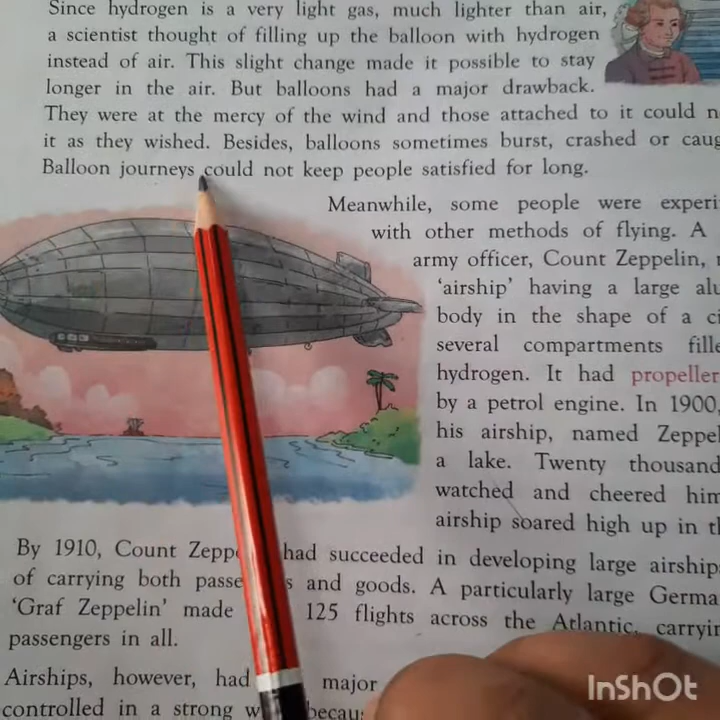 Since hydrogen is a very light gas, much lighter than air,
a scientist thought of filling up the balloon with hydrogen
instead of air. This slight change made it possible to stay
longer in the air. But balloons had a major drawback.
They were at the mercy of the wind and those attached to it could
it as they wished. Besides, balloons sometimes burst, crashed or
Balloon journeys could not keep people satisfied for long.
Meanwhile, some people were
with other methods of flying. A
army officer, Count Zeppelin,
'airship' having a large
body in the shape of a
several compartments
hydrogen. It had propeller
by a petrol engine. In 1900,
his airship, named
a lake. Twenty thousand
watched and cheered him
airship soared high up in
By 1910, Count had succeeded in developing large
of carrying both and goods. A particularly large
'Graf Zeppelin' made 125 flights across the Atlantic,
passengers in all.
Airships, however, had major
controlled in a strong
InShOt